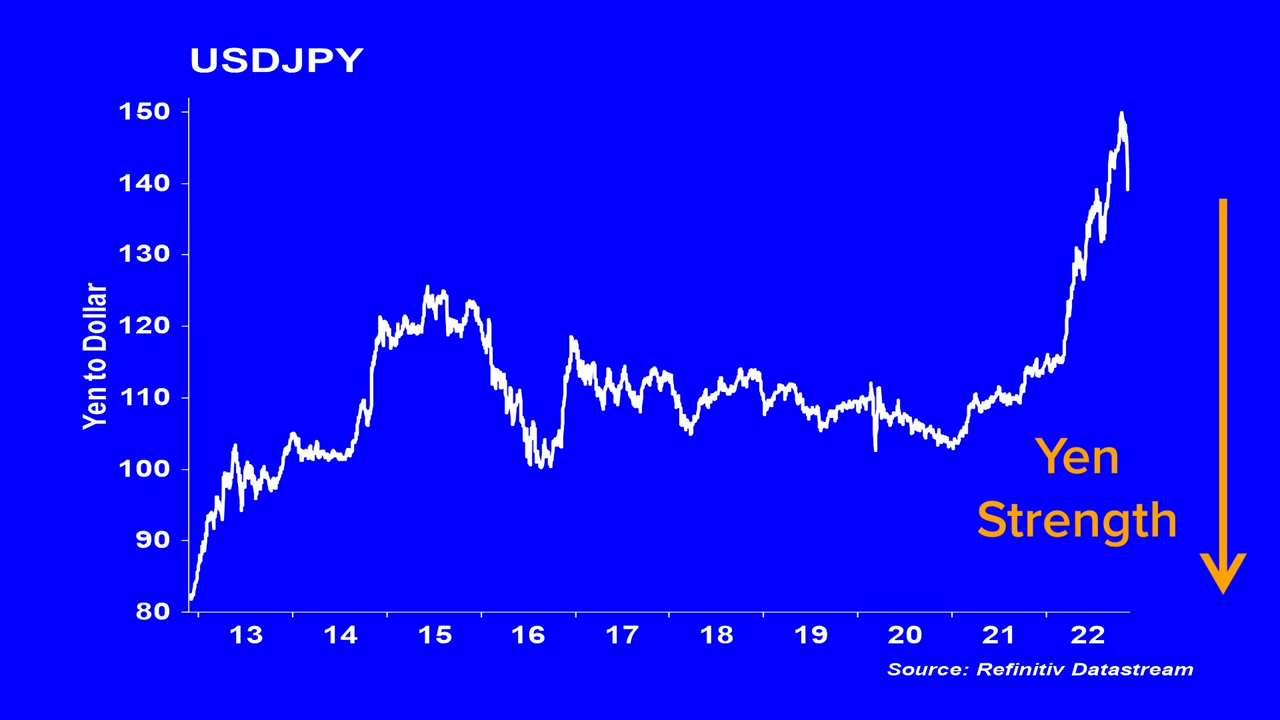 USDJPY
150
140
130
120
110
100
90
80
Yen to Dollar
13 14 15 16 17 18 19 20 21 22
Yen
Strength
Source: Refinitiv Datastream